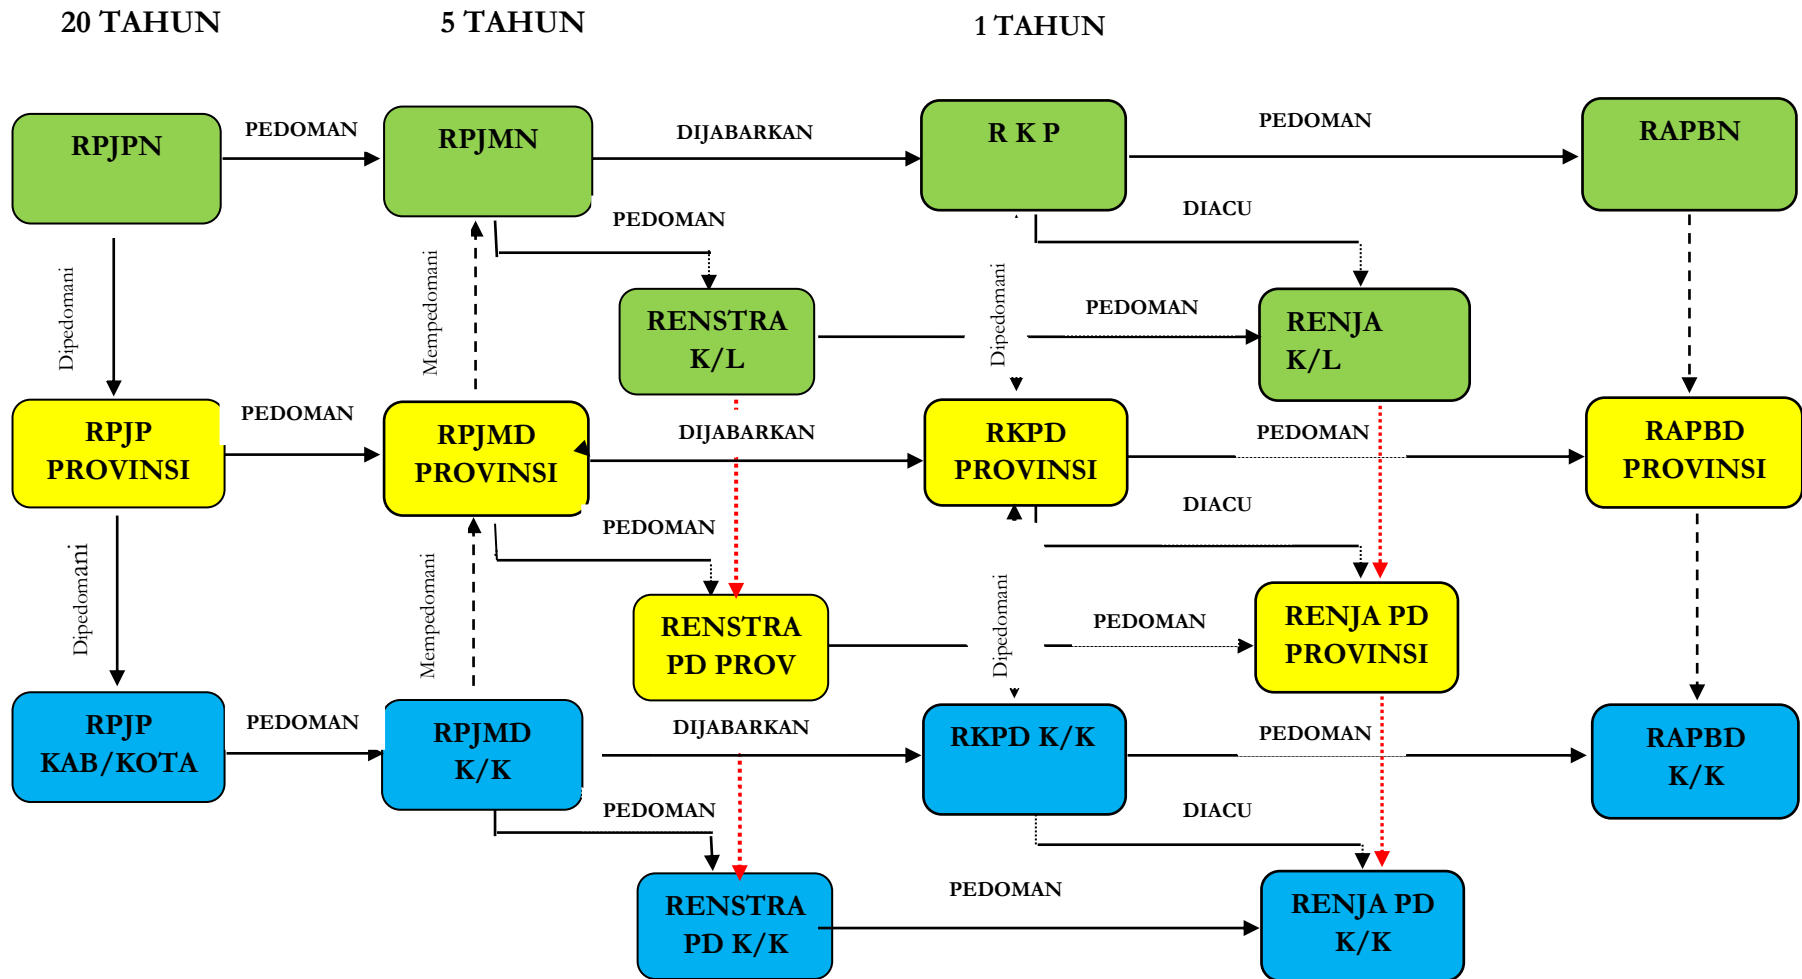 20 TAHUN
5 TAHUN
1 TAHUN
RPJPN
PEDOMAN
RPJMN
DIJABARKAN
R K P
PEDOMAN
RAPBN
PEDOMAN
DIACU
Dipedomani
Mempedomani
RENSTRA
K/L
Dipedomani
PEDOMAN
RENJA
K/L
RPJP
PROVINSI
PEDOMAN
RPJMD
PROVINSI
DIJABARKAN
RKPD
PROVINSI
PEDOMAN
RAPBD
PROVINSI
PEDOMAN
DIACU
Dipedomani
Mempedomani
RENSTRA
PD PROV
Dipedomani
PEDOMAN
RENJA PD
PROVINSI
RPJP
KAB/KOTA
PEDOMAN
RPJMD
K/K
DIJABARKAN
RKPD K/K
PEDOMAN
RAPBD
K/K
PEDOMAN
DIACU
RENSTRA
PD K/K
PEDOMAN
RENJA PD
K/K